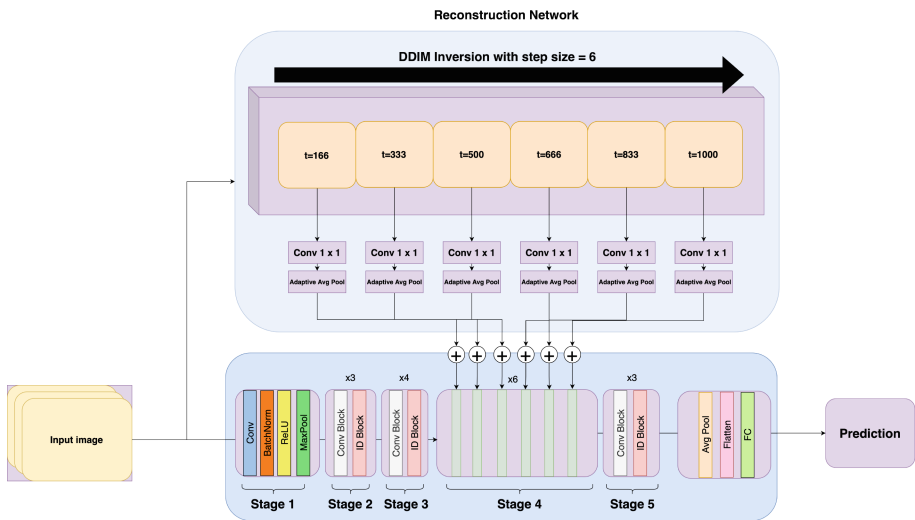 Reconstruction Network
DDIM Inversion with step size = 6
t=166 t=333 t=500 t=666 t=833 t=1000
Conv 1 x 1 Conv 1 x 1 Conv 1 x 1 Conv 1 x 1 Conv 1 x 1 Conv 1 x 1
Adaptive Avg Pool Adaptive Avg Pool Adaptive Avg Pool Adaptive Avg Pool Adaptive Avg Pool Adaptive Avg Pool
+ + + + + +
x3 x4 x6 x3
Input image
Conv
BatchNorm
ReLU
MaxPool
Conv Block
ID Block
Conv Block
ID Block
Conv Block
ID Block
Avg Pool
Flatten
FC
Prediction
Stage 1 Stage 2 Stage 3 Stage 4 Stage 5